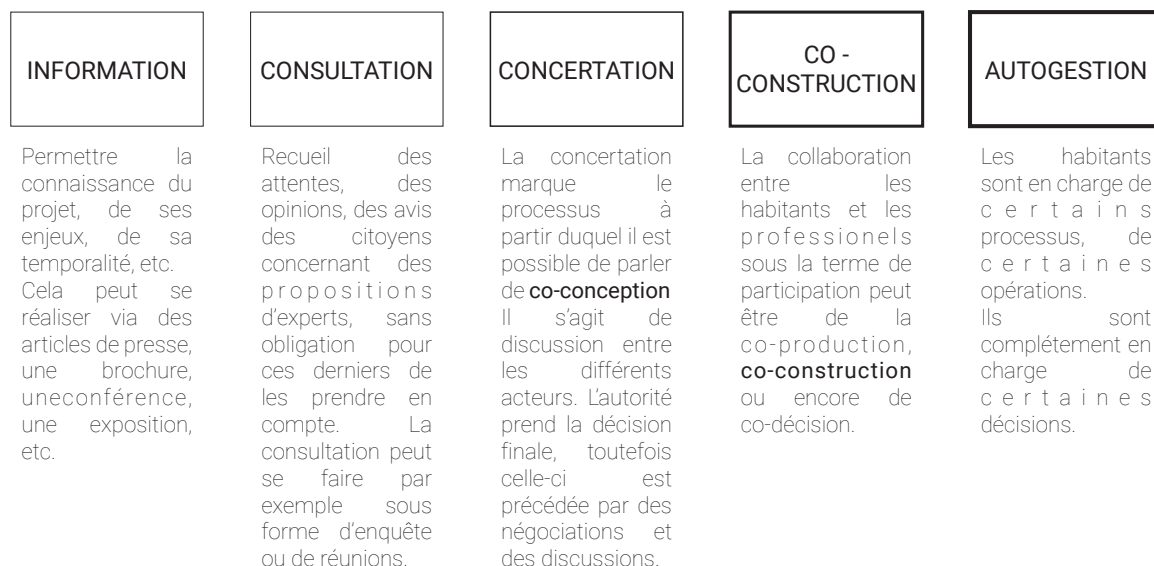 INFORMATION
Permettre la
connaissance du
projet, de ses
enjeux, de sa
temporalité, etc.
Cela peut se
réaliser via des
articles de presse,
une brochure,
uneconférence,
une exposition,
etc.
CONSULTATION
Recueil des
attentes, des
opinions, des avis
des citoyens
concernant des
propositions
d'experts, sans
obligation pour
ces derniers de
les prendre en
compte. La
consultation peut
se faire par
exemple sous
forme d'enquête
ou de réunions.
CONCERTATION
La concertation
marque le
processus à
partir duquel il est
possible de parler
de co-conception
Il s'agit de
discussion entre
les différents
acteurs. L'autorité
prend la décision
finale, toutefois
celle-ci est
précédée par des
négociations et
des discussions.
CO -
CONSTRUCTION
La collaboration
entre les
habitants et les
professionels
sous la terme de
participation peut
être de la
co-production,
co-construction
ou encore de
co-décision.
AUTOGESTION
Les habitants
sont en charge de
certains
processus, de
certaines
opérations.
Ils sont
complétement en
charge de
certaines
décisions.